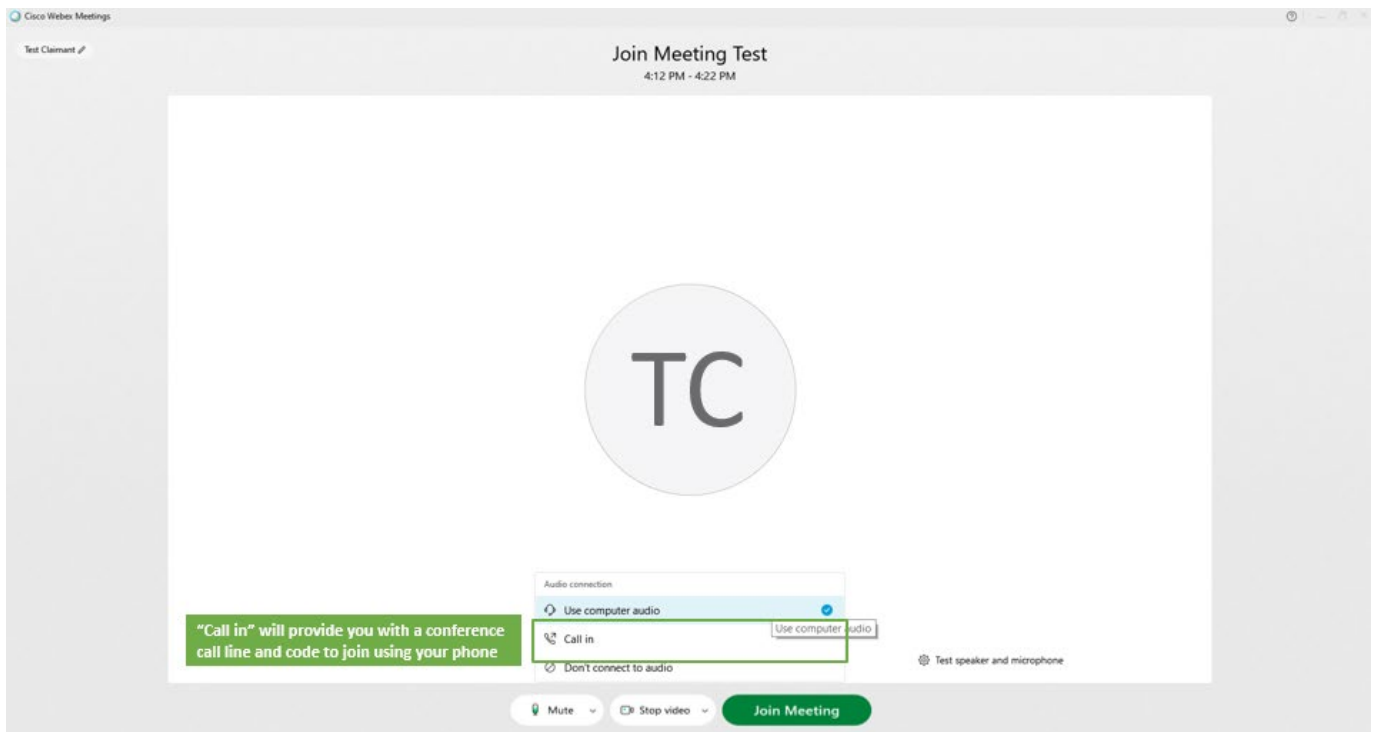 Cisco Webex Meetings
Test Claimant
Join Meeting Test
4:12 PM - 4:22 PM
TC
Audio connection
Use computer audio
Use computer audio
"Call in" will provide you with a conference
call line and code to join using your phone
Call in
Don't connect to audio
Test speaker and microphone
Mute
Stop video
Join Meeting